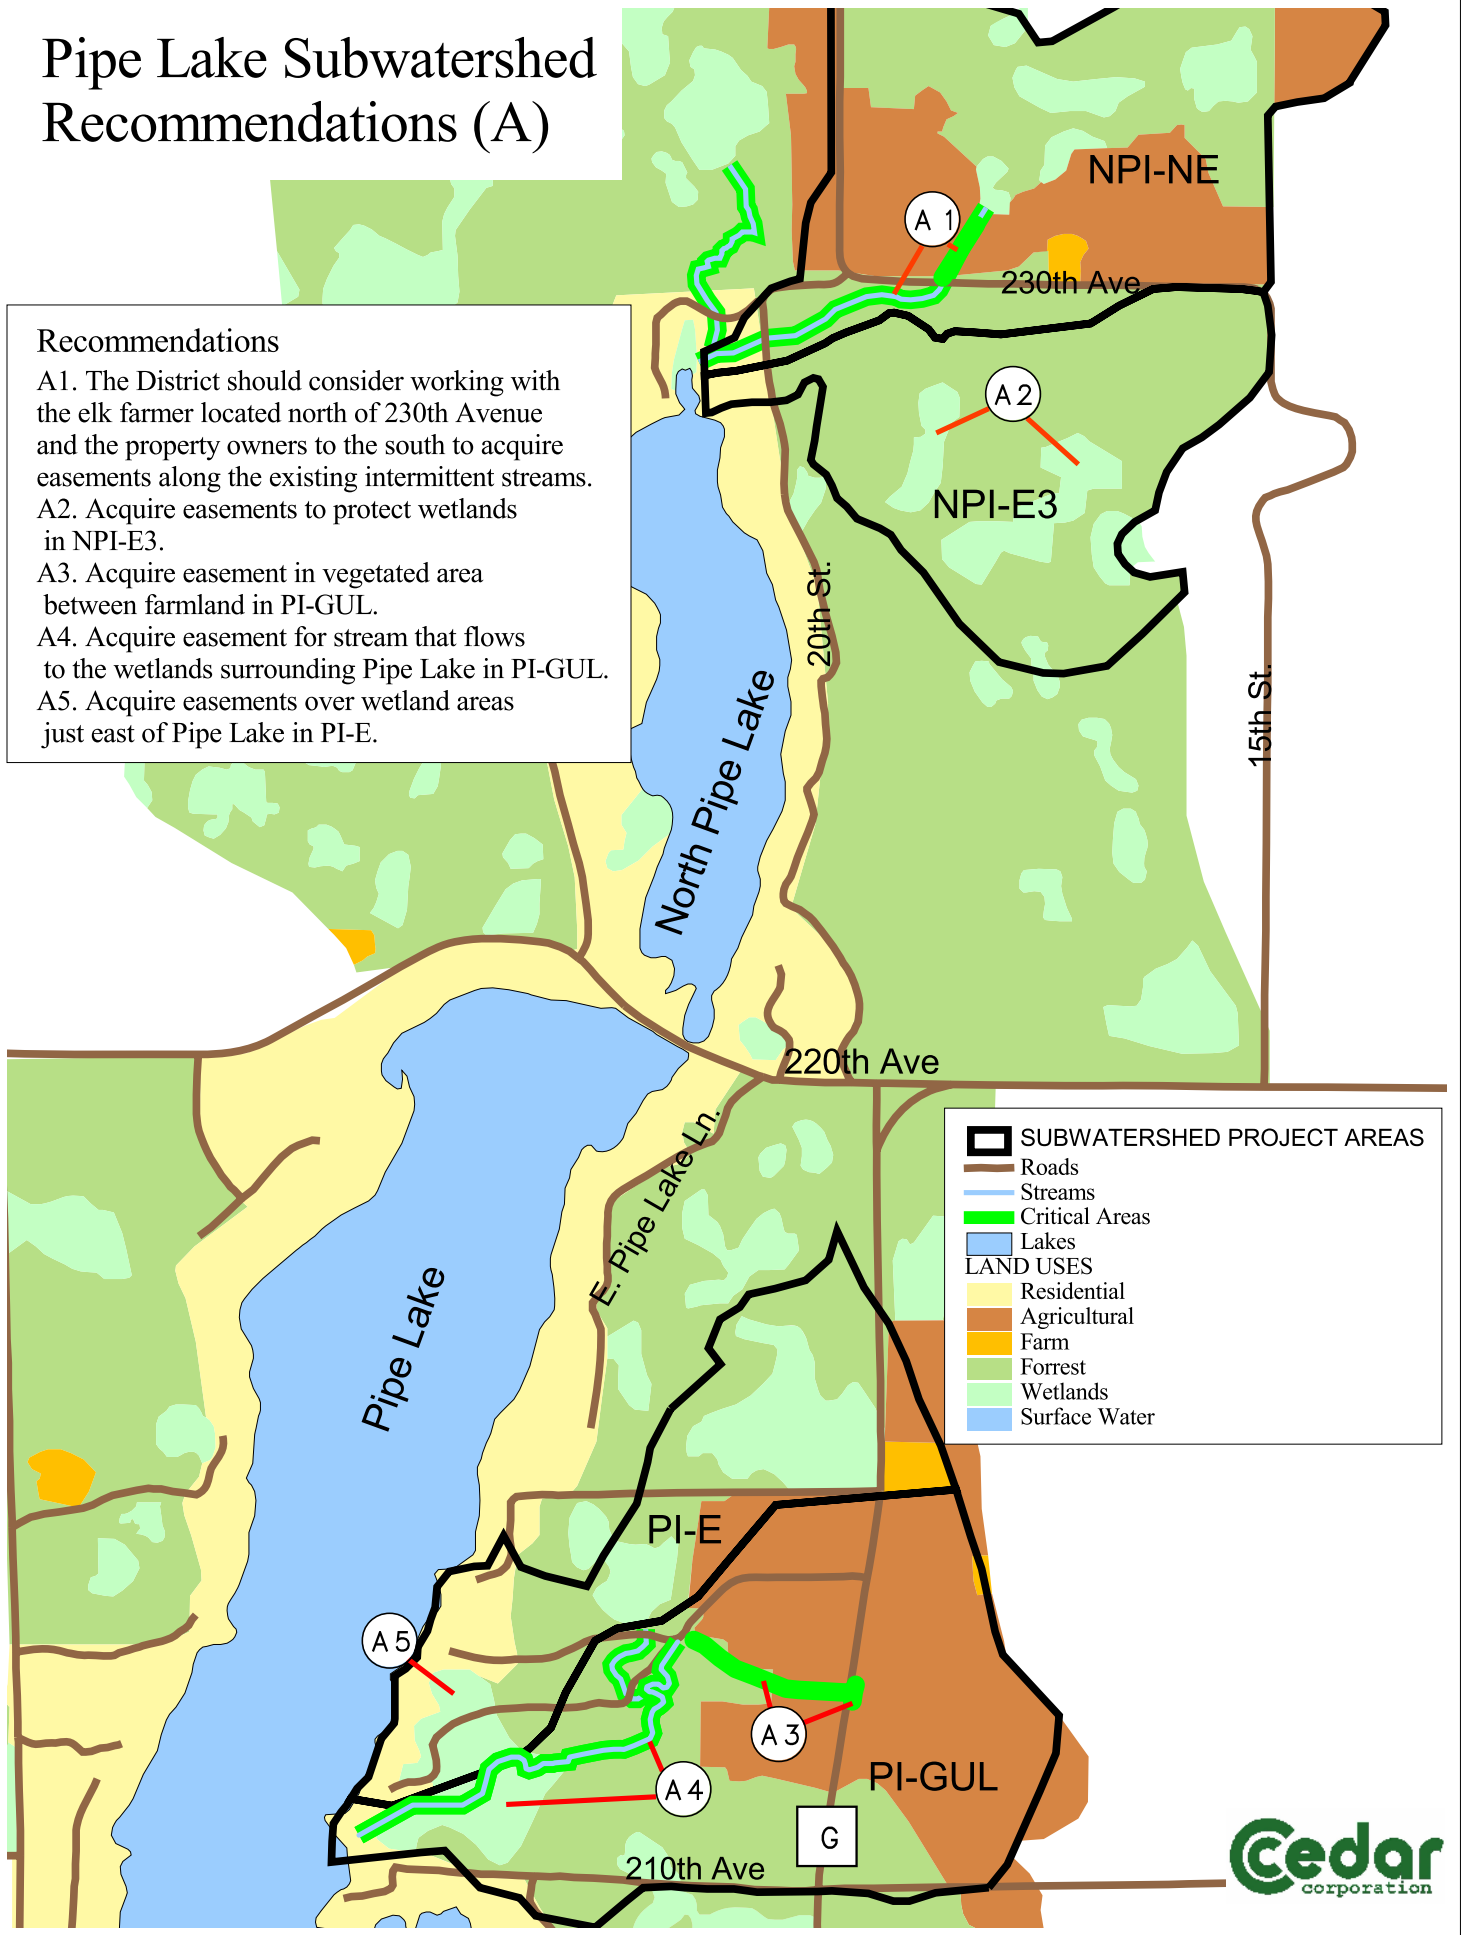 Pipe Lake Subwatershed
Recommendations (A)
NPI-NE
A 1
230th Ave
Recommendations
A1. The District should consider working with
the elk farmer located north of 230th Avenue
and the property owners to the south to acquire
easements along the existing intermittent streams.
A2. Acquire easements to protect wetlands
in NPI-E3.
A3. Acquire easement in vegetated area
between farmland in PI-GUL.
A4. Acquire easement for stream that flows
to the wetlands surrounding Pipe Lake in PI-GUL.
A5. Acquire easements over wetland areas
just east of Pipe Lake in PI-E.
A 2
NPI-E3
20th St.
15th St.
North Pipe Lake
220th Ave
E. Pipe Lake Ln.
SUBWATERSHED PROJECT AREAS
Roads
Streams
Critical Areas
Lakes
LAND USES
Residential
Agricultural
Farm
Forrest
Wetlands
Surface Water
Pipe Lake
PI-E
A 5
A 3
A 4
PI-GUL
G
210th Ave
Cedar
corporation